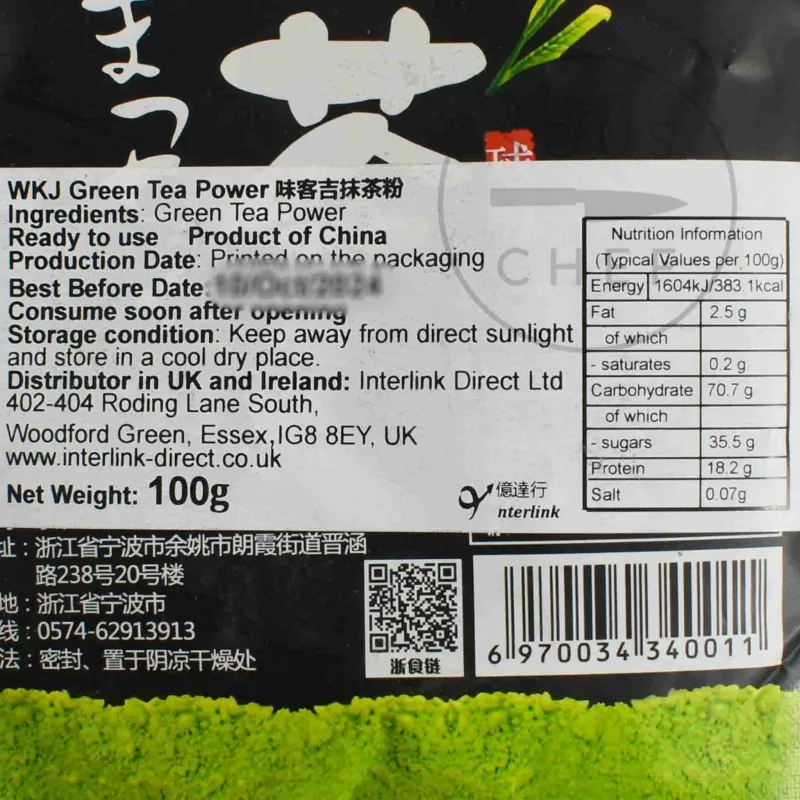 まっち
茶
球
SOUS
CHEF
WKJ Green Tea Power 味客吉抹茶粉
Ingredients: Green Tea Power
Ready to use Product of China
Production Date: Printed on the packaging
Best Before Date:
Consume soon after opening
Storage condition: Keep away from direct sunlight
and store in a cool dry place.
Distributor in UK and Ireland: Interlink Direct Ltd
402-404 Roding Lane South,
Woodford Green, Essex,IG8 8EY, UK
www.interlink-direct.co.uk
Net Weight: 100g
億達行
nterlink
Nutrition Information
(Typical Values per 100g)
Energy 1604kJ/383.1kcal
Fat 2.5 g
of which
- saturates 0.2 g
Carbohydrate 70.7 g
of which
- sugars 35.5 g
Protein 18.2 g
Salt 0.07g
址:浙江省宁波市余姚市朗霞街道晋涵
路238号20号楼
地:浙江省宁波市
线:0574-62913913
法:密封、置于阴凉干燥处
浙食链
6 970034 340011